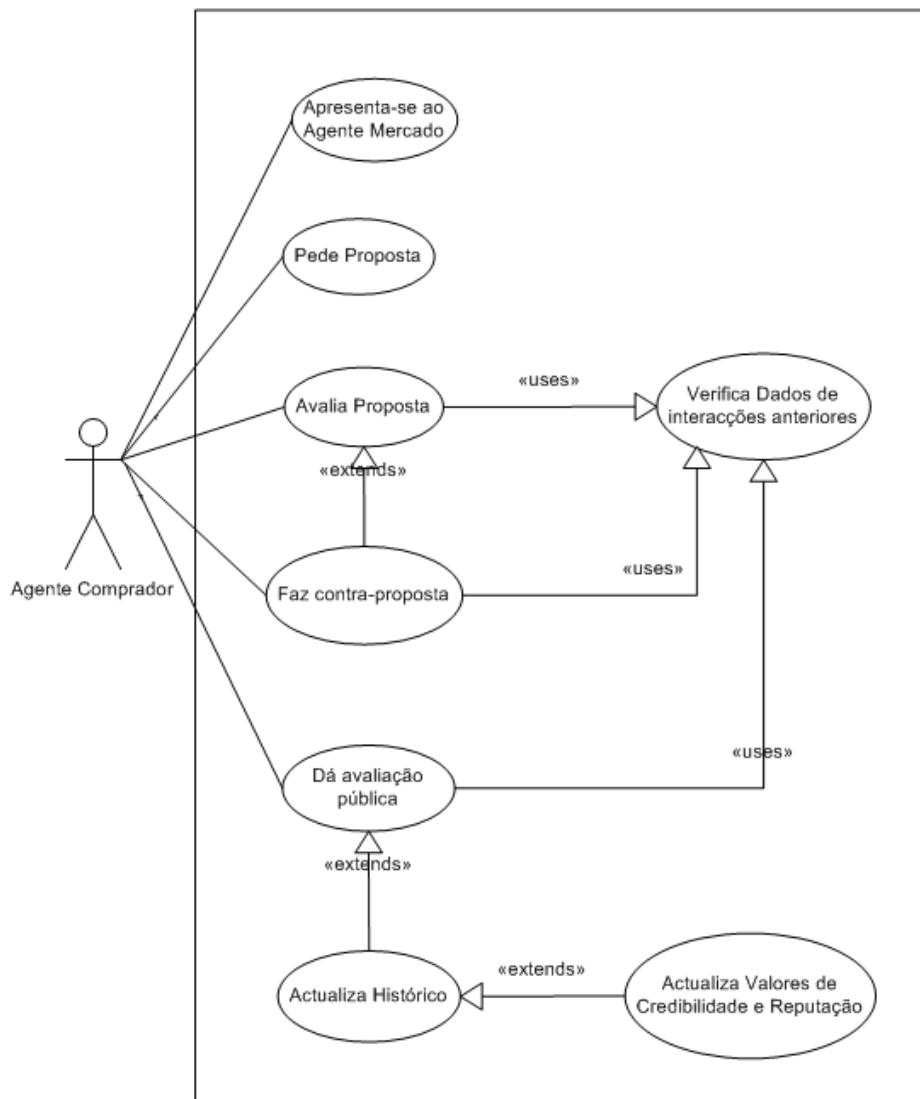 Apresenta-se ao
Agente Mercado
Pede Proposta
Avalia Proposta
«uses»
Verifica Dados de
interacções anteriores
«extends»
Agente Comprador
Faz contra-proposta
«uses»
Dá avaliação
pública
«uses»
«extends»
Actualiza Histórico
«extends»
Actualiza Valores de
Credibilidade e Reputação